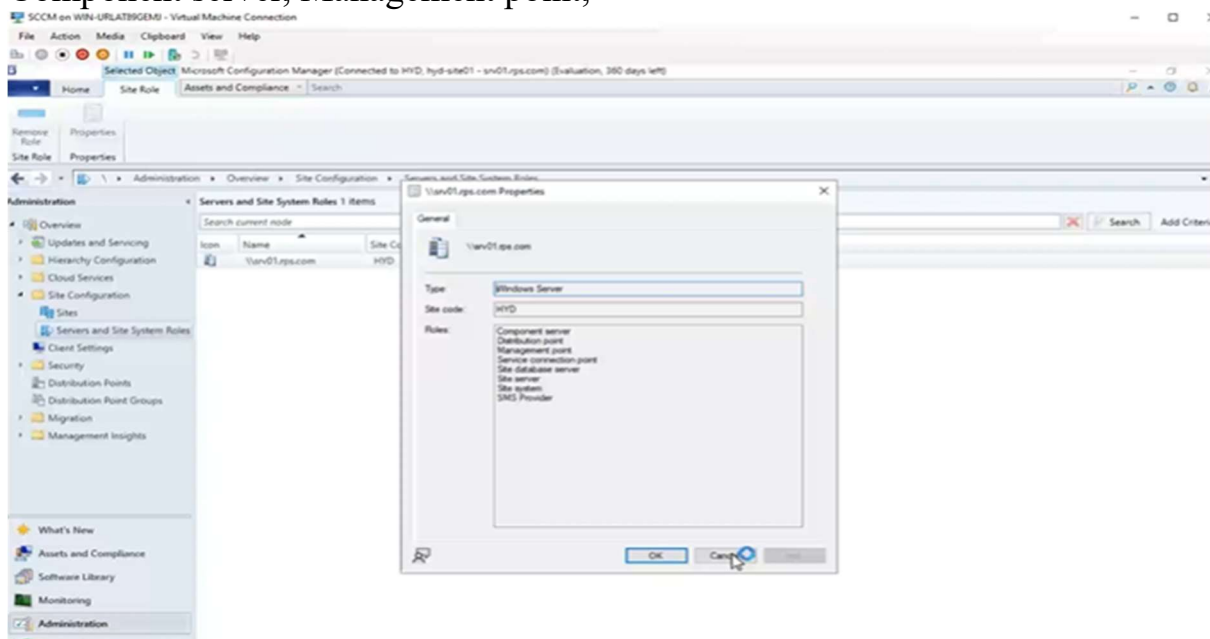 Component server, Management point,
SCCM on WIN-URLAT89GEM9 - Virtual Machine Connection
File Action Media Clipboard View Help
Selected Object Microsoft Configuration Manager (Connected to HYD, hyd-site01 - srv01.rps.com) (Evaluation, 360 days left)
Home Site Role Assets and Compliance Search
Remove Role Properties
Site Role Properties
\ Administration Overview Site Configuration Servers and Site System Roles
Administration
Overview
Updates and Servicing
Hierarchy Configuration
Cloud Services
Site Configuration
Sites
Servers and Site System Roles
Client Settings
Security
Distribution Points
Distribution Point Groups
Migration
Management Insights
What's New
Assets and Compliance
Software Library
Monitoring
Administration
Servers and Site System Roles 1 items
Search current node Search Add Criteri
Icon Name Site Co
\\srv01.rps.com HYD
\\srv01.rps.com Properties
General
\\srv01.rps.com
Type: Windows Server
Site code: HYD
Roles: Component server
Distribution point
Management point
Service connection point
Site database server
Site server
Site system
SMS Provider
OK Cancel